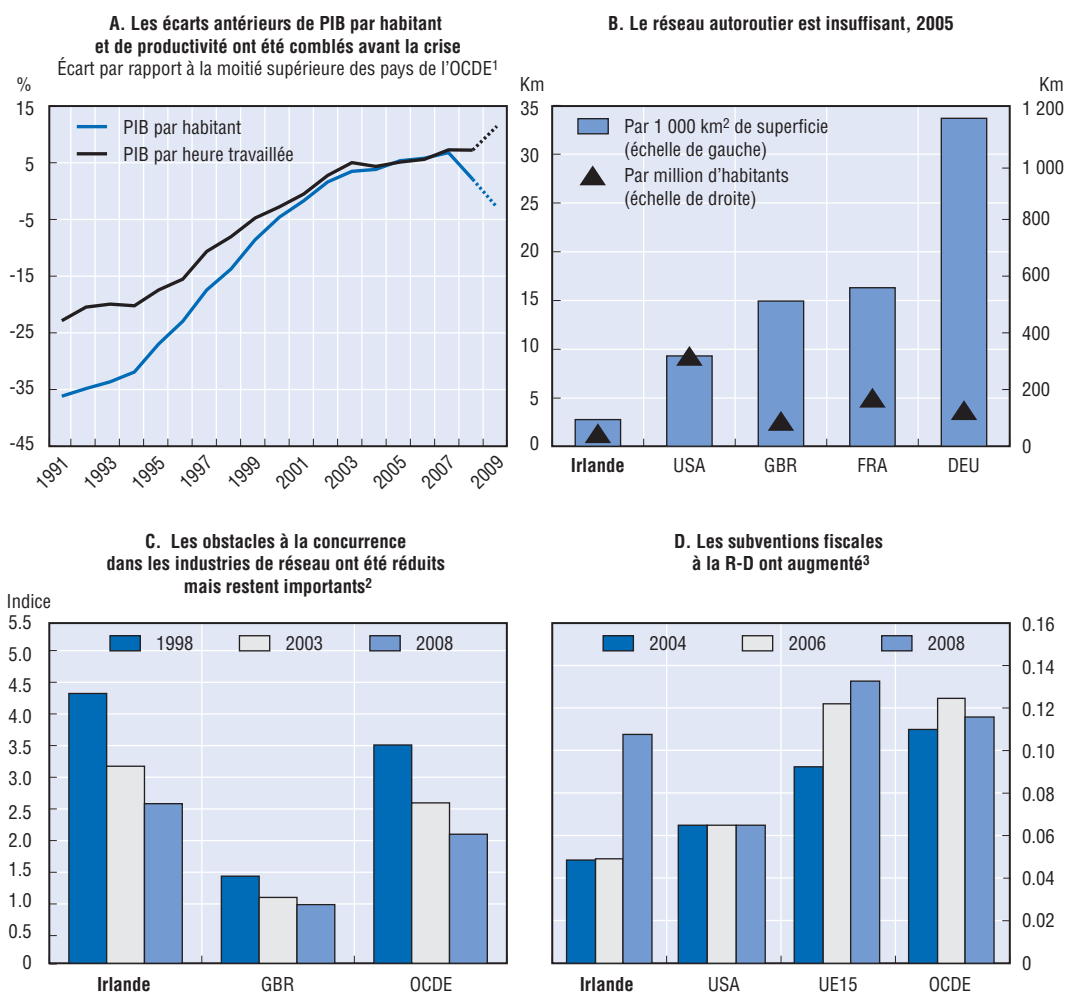 A. Les écarts antérieurs de PIB par habitant
et de productivité ont été comblés avant la crise
Écart par rapport à la moitié supérieure des pays de l'OCDE1
%
15
5
-5
-15
-25
-35
-45
PIB par habitant
PIB par heure travaillée
1991 1993 1995 1997 1999 2001 2003 2005 2007 2009
B. Le réseau autoroutier est insuffisant, 2005
Km
Km
35
30
25
20
15
10
5
0
1 200
1 000
800
600
400
200
0
Par 1 000 km2 de superficie
(échelle de gauche)
Par million d'habitants
(échelle de droite)
Irlande USA GBR FRA DEU
C. Les obstacles à la concurrence
dans les industries de réseau ont été réduits
mais restent importants2
Indice
5.5
5.0
4.5
4.0
3.5
3.0
2.5
2.0
1.5
1.0
0.5
0
1998 2003 2008
Irlande GBR OCDE
D. Les subventions fiscales
à la R-D ont augmenté3
2004 2006 2008
0.16
0.14
0.12
0.10
0.08
0.06
0.04
0.02
0
Irlande USA UE15 OCDE